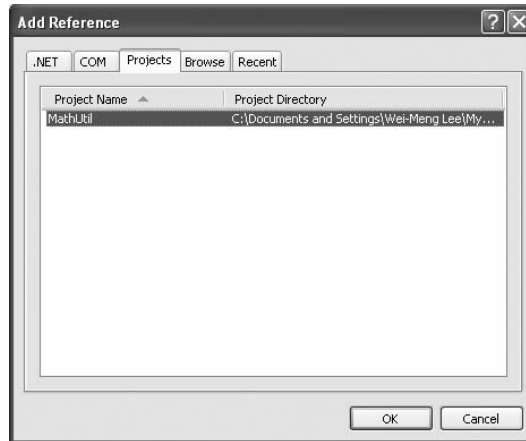 Add Reference
.NET COM Projects Browse Recent
Project Name Project Directory
MathUtil C:\Documents and Settings\Wei-Meng Lee\My...
OK Cancel